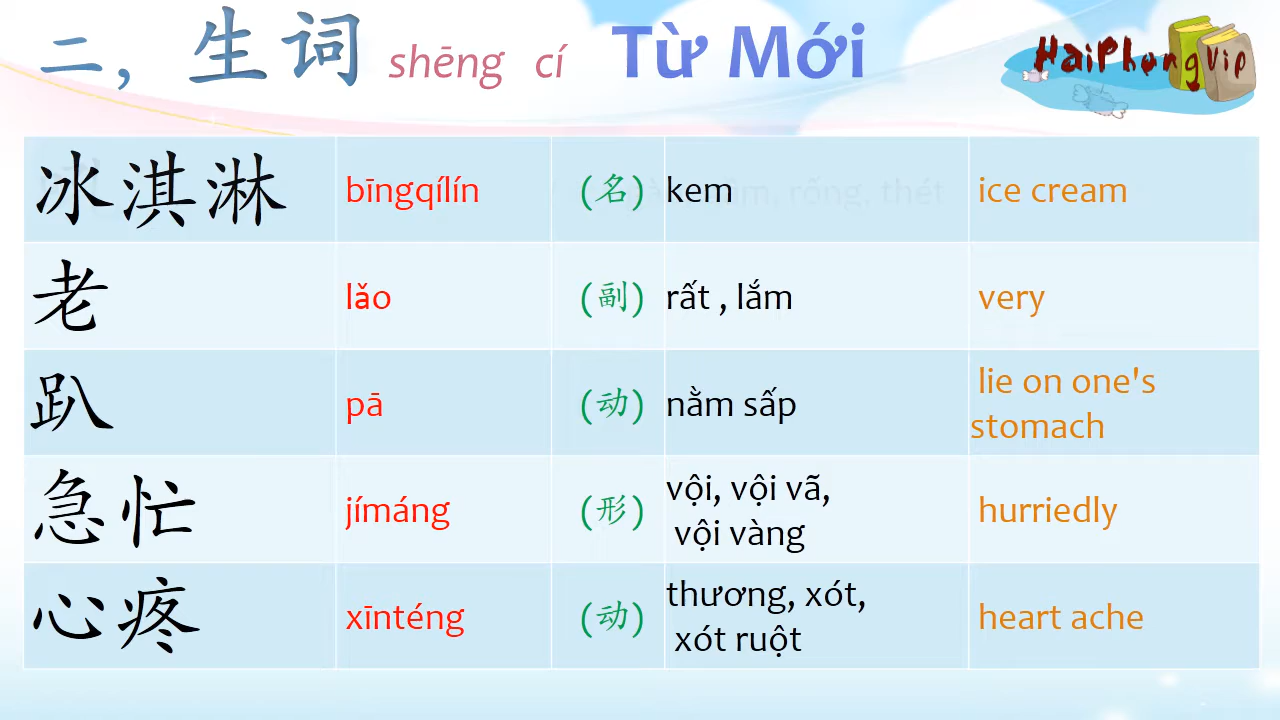 二，生词 shēng cí Từ Mới
HaiPhongVip
冰淇淋 bīngqílín (名) kem ice cream
老 lǎo (副) rất , lắm very
趴 pā (动) nằm sấp lie on one's
stomach
急忙 jímáng (形) vội, vội vã,
vội vàng hurriedly
心疼 xīnténg (动) thương, xót,
xót ruột heart ache